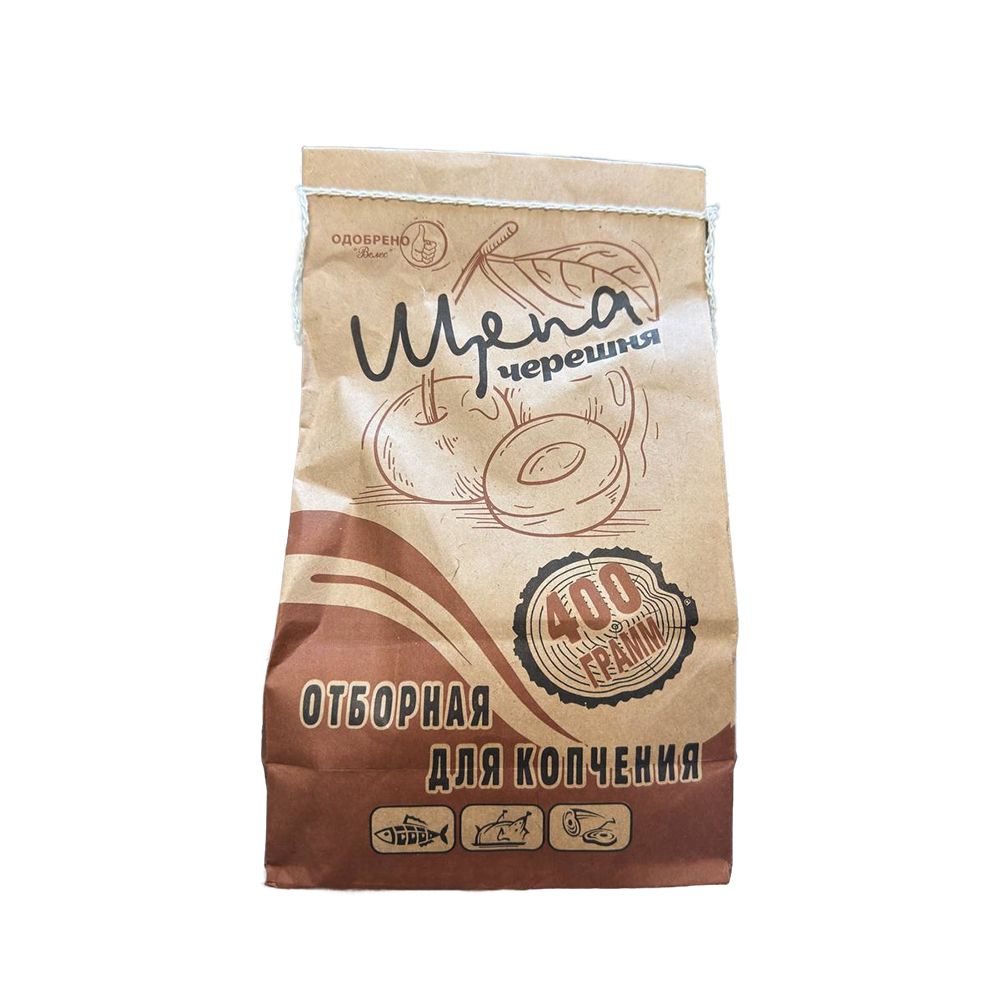 ОДОБРЕНО
"Велес"
Щепа
черешня
400
ГРАММ
ОТБОРНАЯ
ДЛЯ КОПЧЕНИЯ